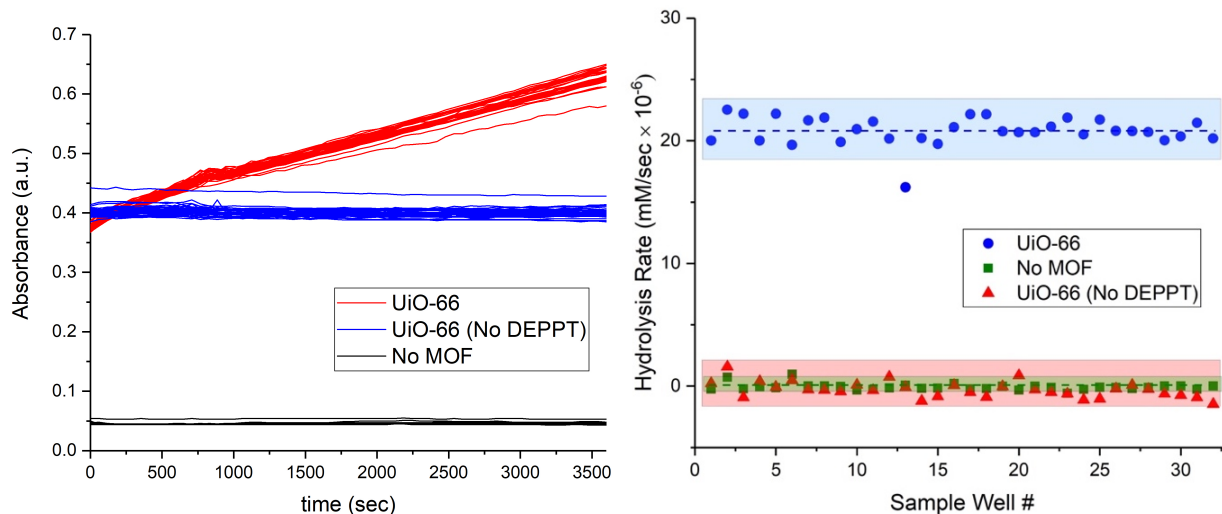 0.7
0.6
0.5
0.4
0.3
0.2
0.1
0.0
Absorbance (a.u.)
UiO-66
UiO-66 (No DEPPT)
No MOF
0 500 1000 1500 2000 2500 3000 3500
time (sec)
30
20
10
0
Hydrolysis Rate (mM/sec × 10⁻⁶)
UiO-66
No MOF
UiO-66 (No DEPPT)
0 5 10 15 20 25 30
Sample Well #